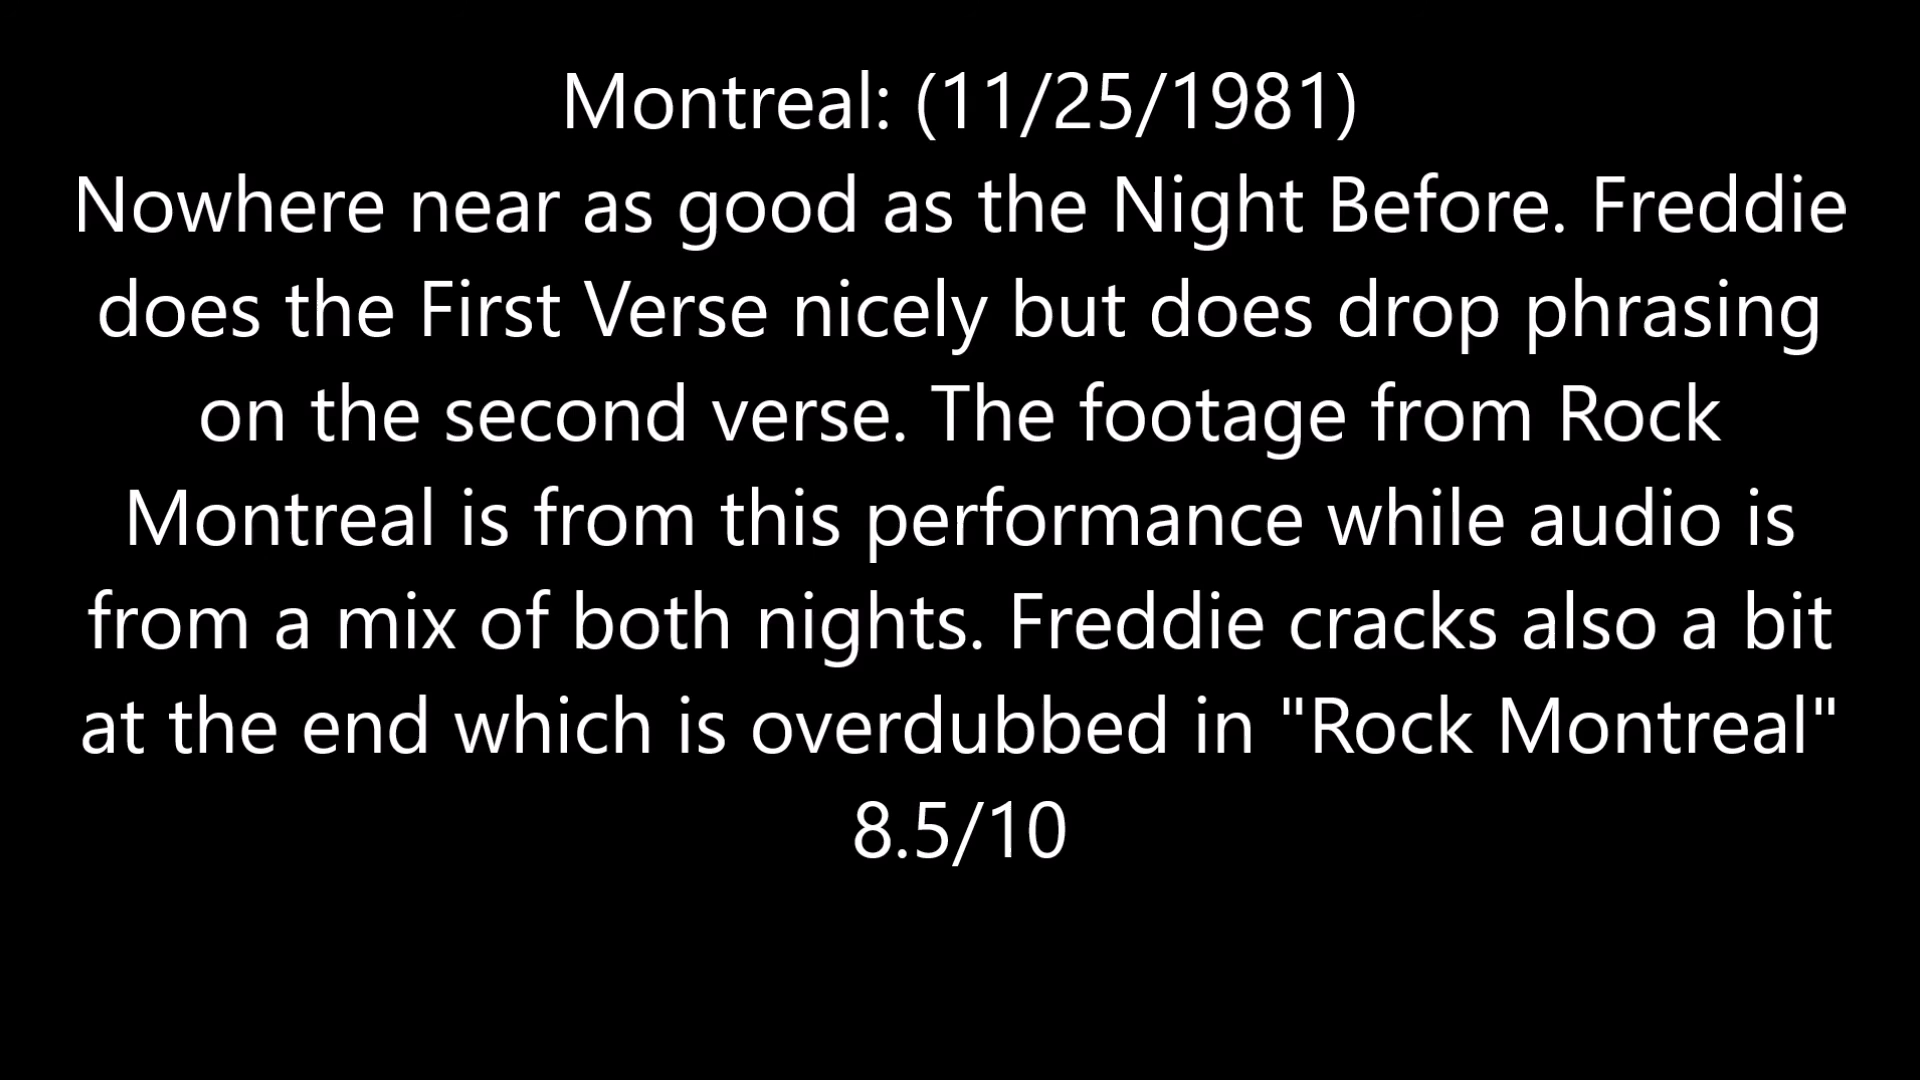 Montreal: (11/25/1981)
Nowhere near as good as the Night Before. Freddie
does the First Verse nicely but does drop phrasing
on the second verse. The footage from Rock
Montreal is from this performance while audio is
from a mix of both nights. Freddie cracks also a bit
at the end which is overdubbed in "Rock Montreal"
8.5/10